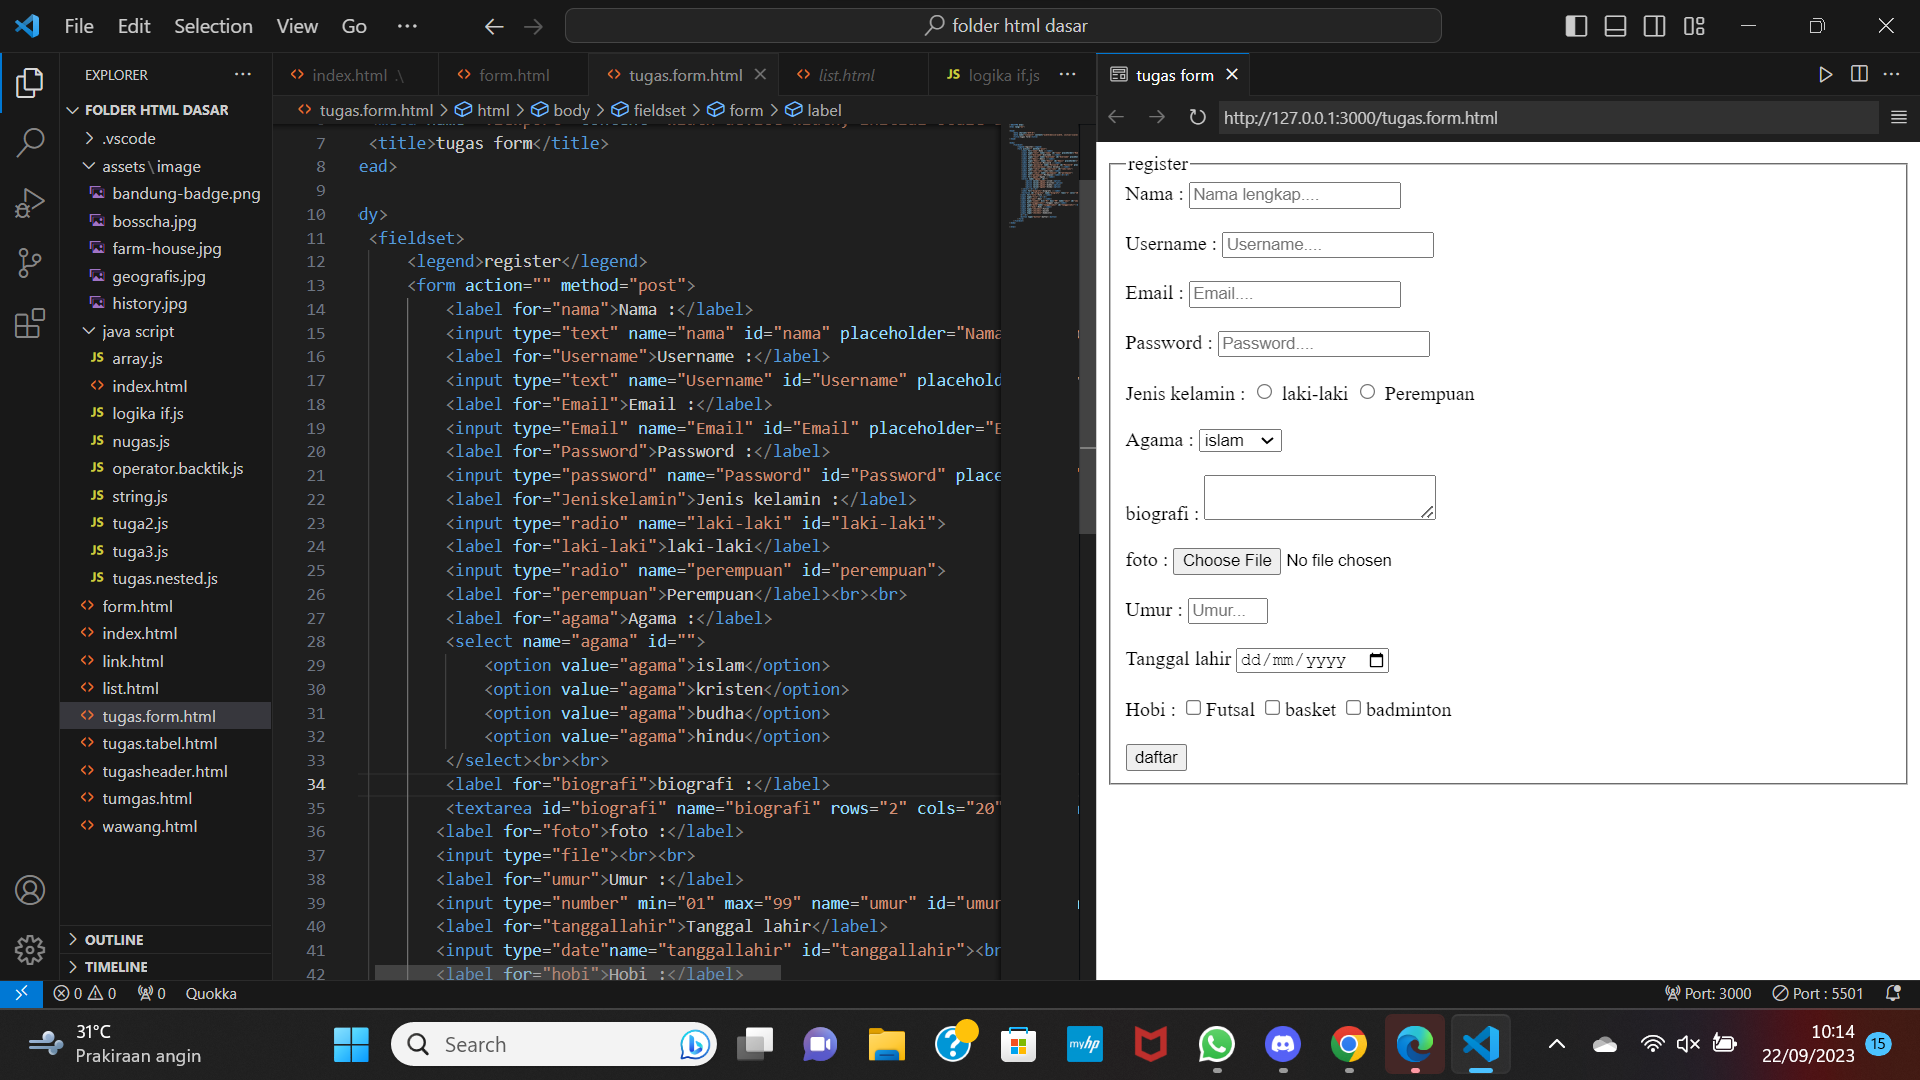 File Edit Selection View Go ··· folder html dasar
EXPLORER ···
FOLDER HTML DASAR
.vscode
assets\image
bandung-badge.png
bosscha.jpg
farm-house.jpg
geografis.jpg
history.jpg
java script
JS array.js
index.html
JS logika if.js
JS nugas.js
JS operator.backtik.js
JS string.js
JS tuga2.js
JS tuga3.js
JS tugas.nested.js
form.html
index.html
link.html
list.html
tugas.form.html
tugas.tabel.html
tugasheader.html
tumgas.html
wawang.html
OUTLINE
TIMELINE
index.html .\ form.html tugas.form.html list.html JS logika if.js ···
tugas.form.html > html > body > fieldset > form > label
7 <title>tugas form</title>
8 ead>
9
10 dy>
11 <fieldset>
12 <legend>register</legend>
13 <form action="" method="post">
14 <label for="nama">Nama :</label>
15 <input type="text" name="nama" id="nama" placeholder="Nama
16 <label for="Username">Username :</label>
17 <input type="text" name="Username" id="Username" placehold
18 <label for="Email">Email :</label>
19 <input type="Email" name="Email" id="Email" placeholder="E
20 <label for="Password">Password :</label>
21 <input type="password" name="Password" id="Password" place
22 <label for="Jeniskelamin">Jenis kelamin :</label>
23 <input type="radio" name="laki-laki" id="laki-laki">
24 <label for="laki-laki">laki-laki</label>
25 <input type="radio" name="perempuan" id="perempuan">
26 <label for="perempuan">Perempuan</label><br><br>
27 <label for="agama">Agama :</label>
28 <select name="agama" id="">
29 <option value="agama">islam</option>
30 <option value="agama">kristen</option>
31 <option value="agama">budha</option>
32 <option value="agama">hindu</option>
33 </select><br><br>
34 <label for="biografi">biografi :</label>
35 <textarea id="biografi" name="biografi" rows="2" cols="20"
36 <label for="foto">foto :</label>
37 <input type="file"><br><br>
38 <label for="umur">Umur :</label>
39 <input type="number" min="01" max="99" name="umur" id="umur
40 <label for="tanggallahir">Tanggal lahir</label>
41 <input type="date"name="tanggallahir" id="tanggallahir"><br
42 <label for="hobi">Hobi :</label>
tugas form
http://127.0.0.1:3000/tugas.form.html
register
Nama : Nama lengkap....
Username : Username....
Email : Email....
Password : Password....
Jenis kelamin : laki-laki Perempuan
Agama : islam
biografi :
foto : Choose File No file chosen
Umur : Umur...
Tanggal lahir dd/mm/yyyy
Hobi : Futsal basket badminton
daftar
0 0 0 Quokka Port: 3000 Port : 5501
31°C
Prakiraan angin
Search
myhp
10:14
22/09/2023
15